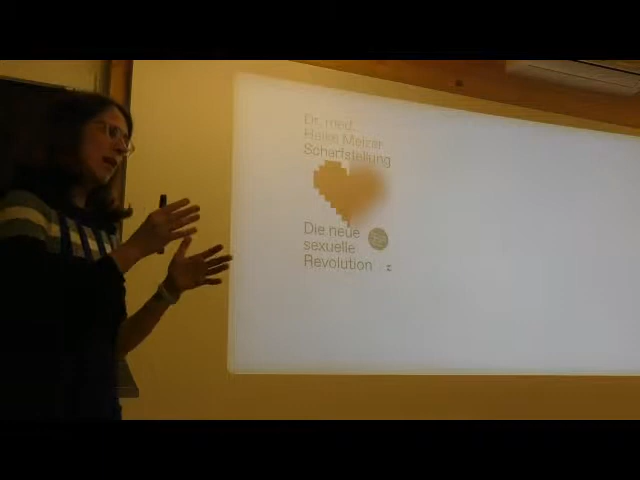 Dr. med.
Heike Melzer
Scharfstellung
Die neue
sexuelle
Revolution